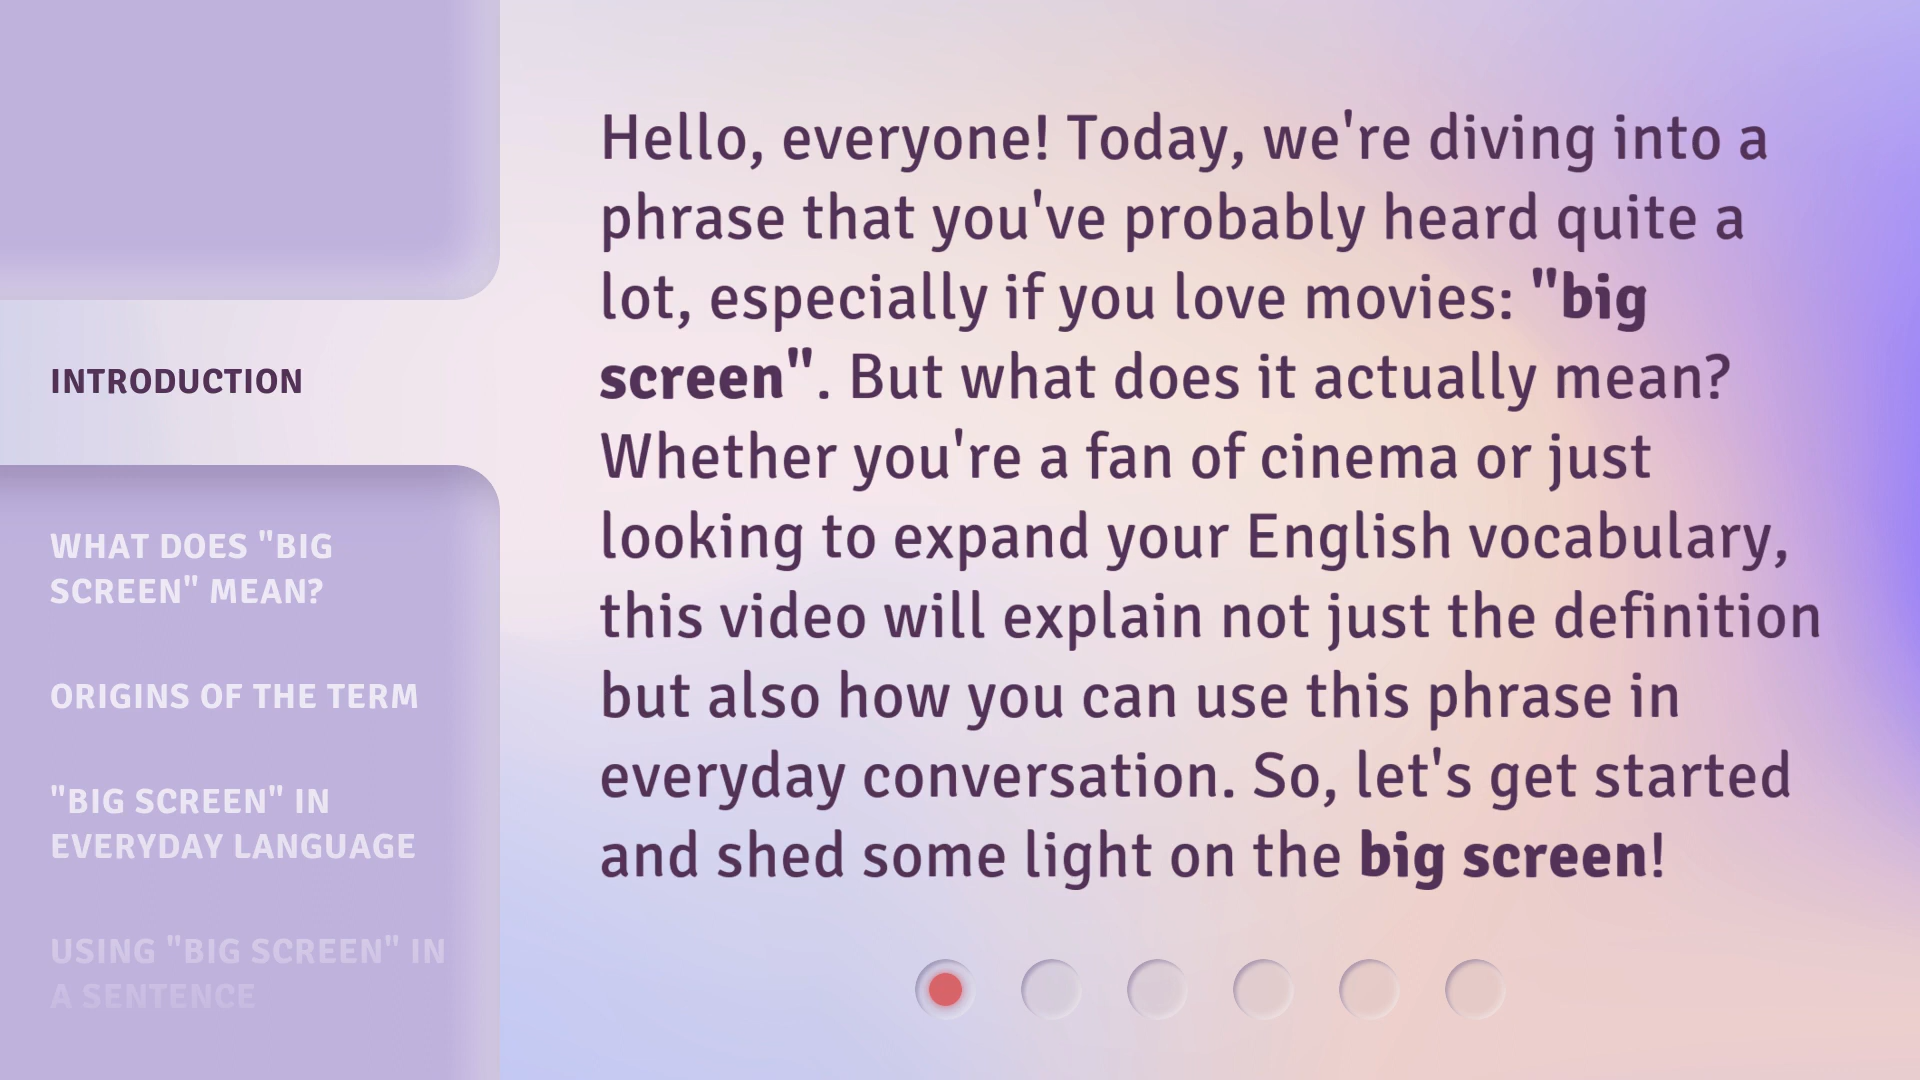 INTRODUCTION
WHAT DOES "BIG
SCREEN" MEAN?
ORIGINS OF THE TERM
"BIG SCREEN" IN
EVERYDAY LANGUAGE
USING "BIG SCREEN" IN
A SENTENCE
Hello, everyone! Today, we're diving into a
phrase that you've probably heard quite a
lot, especially if you love movies: "big
screen". But what does it actually mean?
Whether you're a fan of cinema or just
looking to expand your English vocabulary,
this video will explain not just the definition
but also how you can use this phrase in
everyday conversation. So, let's get started
and shed some light on the big screen!